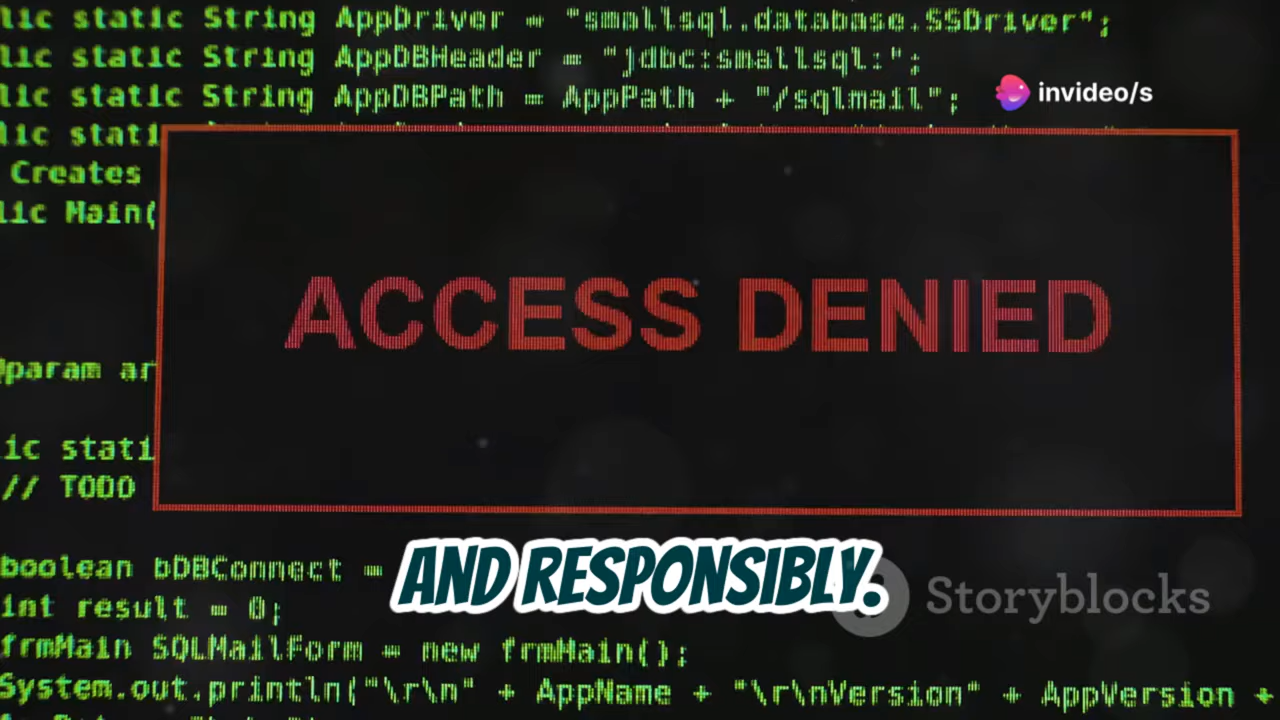 lic static String AppDriver = "smallsql.database.SSDriver";
lic static String AppDBHeader = "jdbc:smallsql:";
lic static String AppDBPath = AppPath + "/sqlmail";
invideo/s
lic stati
Creates
lic Main(
ACCESS DENIED
@param ar
ic stati
// TODO
boolean bDBConnect =
AND RESPONSIBLY.
int result = 0;
Storyblocks
frmMain SQLMailForm = new frmMain();
System.out.println("\r\n" + AppName + "\r\nVersion" + AppVersion +